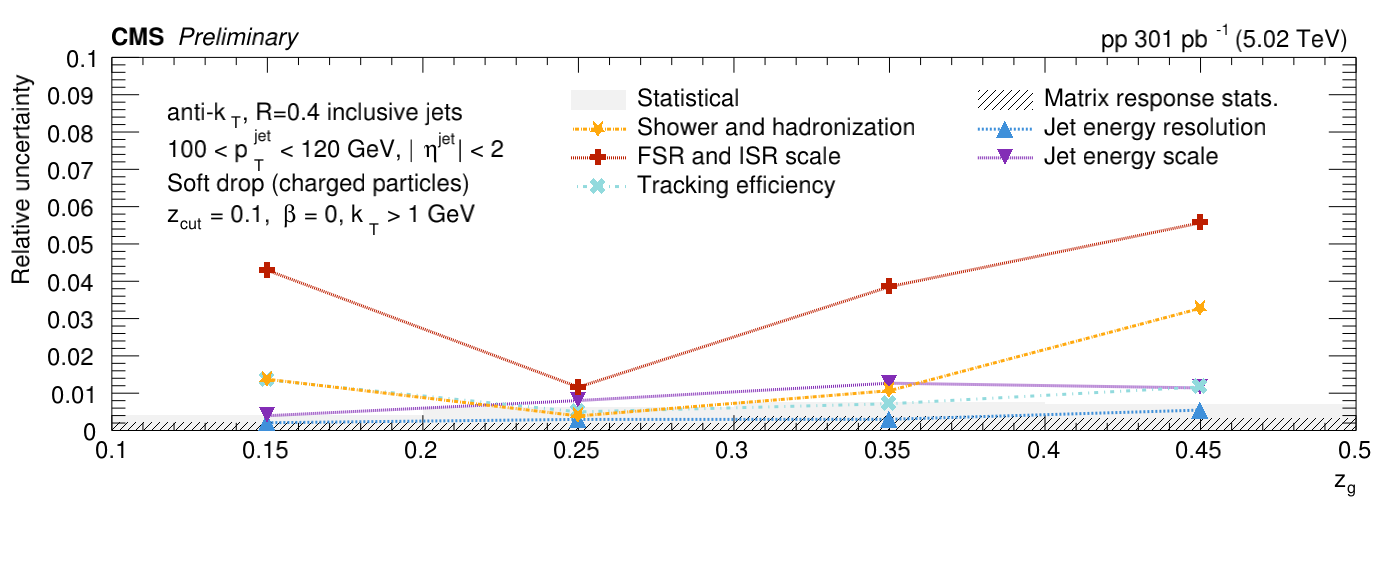 CMS Preliminary
pp 301 pb -1 (5.02 TeV)
Relative uncertainty
0.1
0.09
0.08
0.07
0.06
0.05
0.04
0.03
0.02
0.01
0
anti-k T, R=0.4 inclusive jets
100 < p T jet < 120 GeV, | η jet | < 2
Soft drop (charged particles)
z cut = 0.1, β = 0, k T > 1 GeV
Statistical
Shower and hadronization
FSR and ISR scale
Tracking efficiency
Matrix response stats.
Jet energy resolution
Jet energy scale
0.1 0.15 0.2 0.25 0.3 0.35 0.4 0.45 0.5
z g